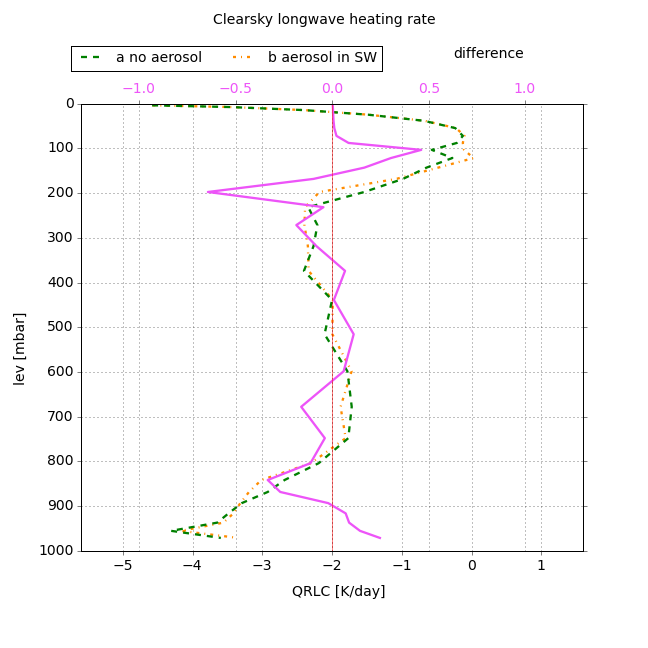 Clearsky longwave heating rate
a no aerosol b aerosol in SW difference
−1.0 −0.5 0.0 0.5 1.0
0
100
200
300
400
500
600
700
800
900
1000
lev [mbar]
−5 −4 −3 −2 −1 0 1
QRLC [K/day]